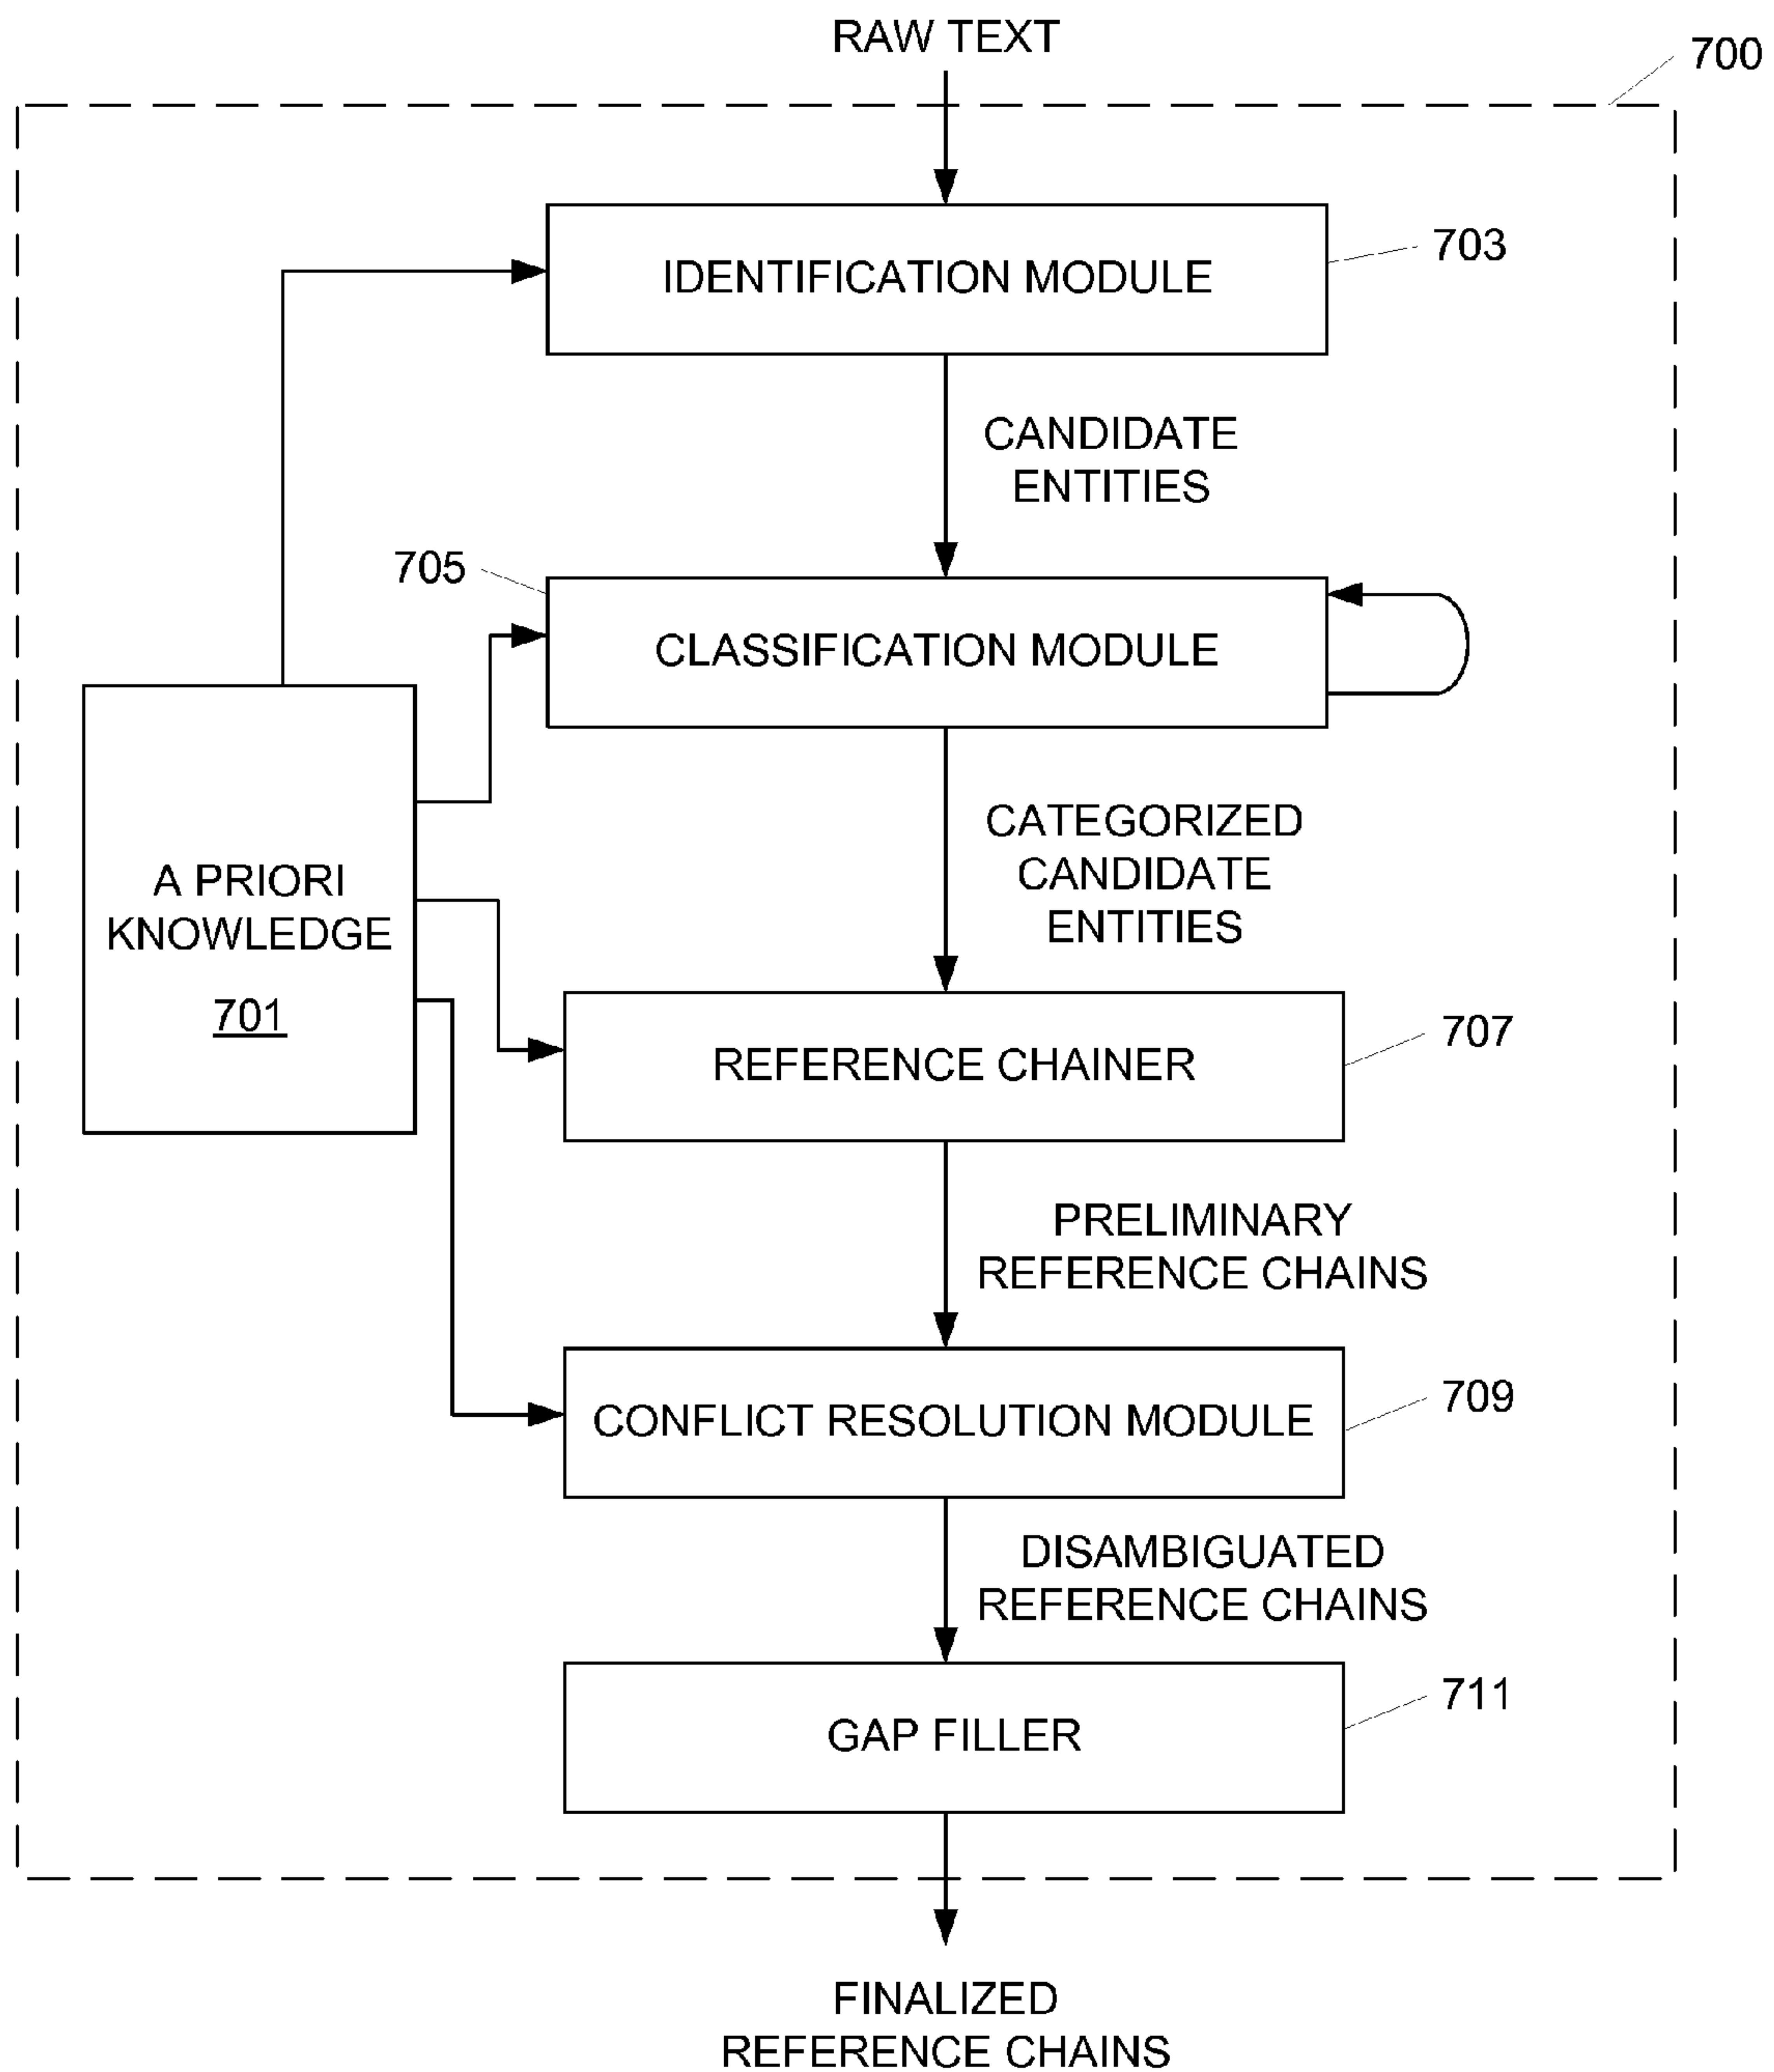 RAW TEXT
700
IDENTIFICATION MODULE
703
CANDIDATE
ENTITIES
705
CLASSIFICATION MODULE
CATEGORIZED
CANDIDATE
ENTITIES
A PRIORI
KNOWLEDGE
701
REFERENCE CHAINER
707
PRELIMINARY
REFERENCE CHAINS
CONFLICT RESOLUTION MODULE
709
DISAMBIGUATED
REFERENCE CHAINS
GAP FILLER
711
FINALIZED
REFERENCE CHAINS